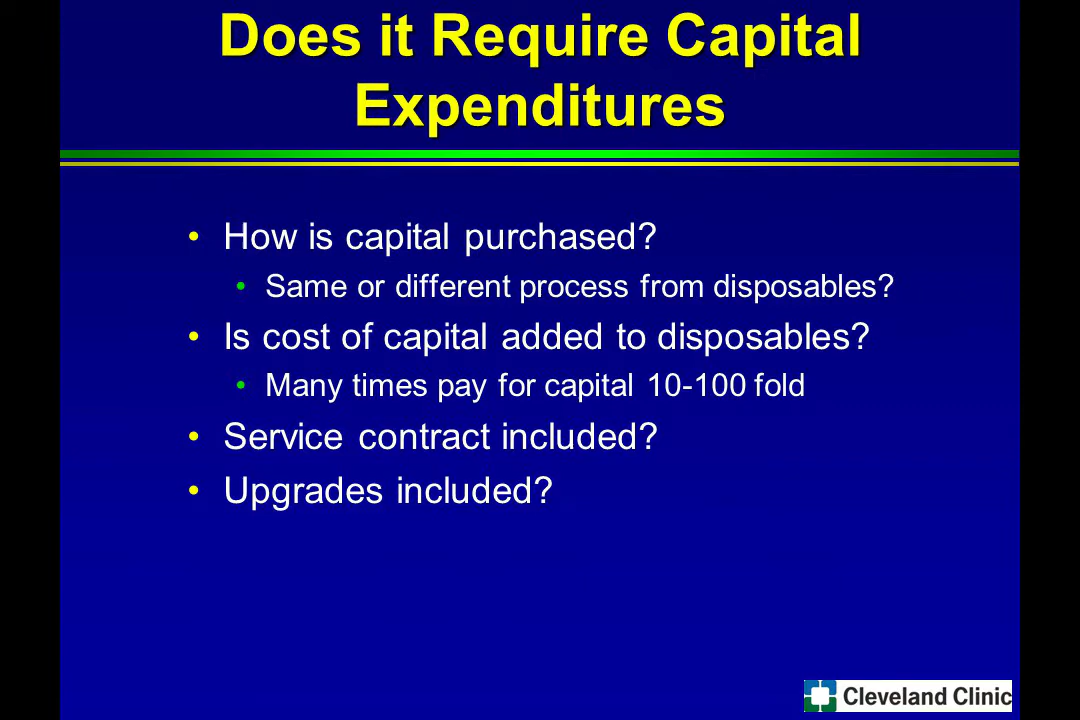 Does it Require Capital
Expenditures
• How is capital purchased?
• Same or different process from disposables?
• Is cost of capital added to disposables?
• Many times pay for capital 10-100 fold
• Service contract included?
• Upgrades included?
Cleveland Clinic